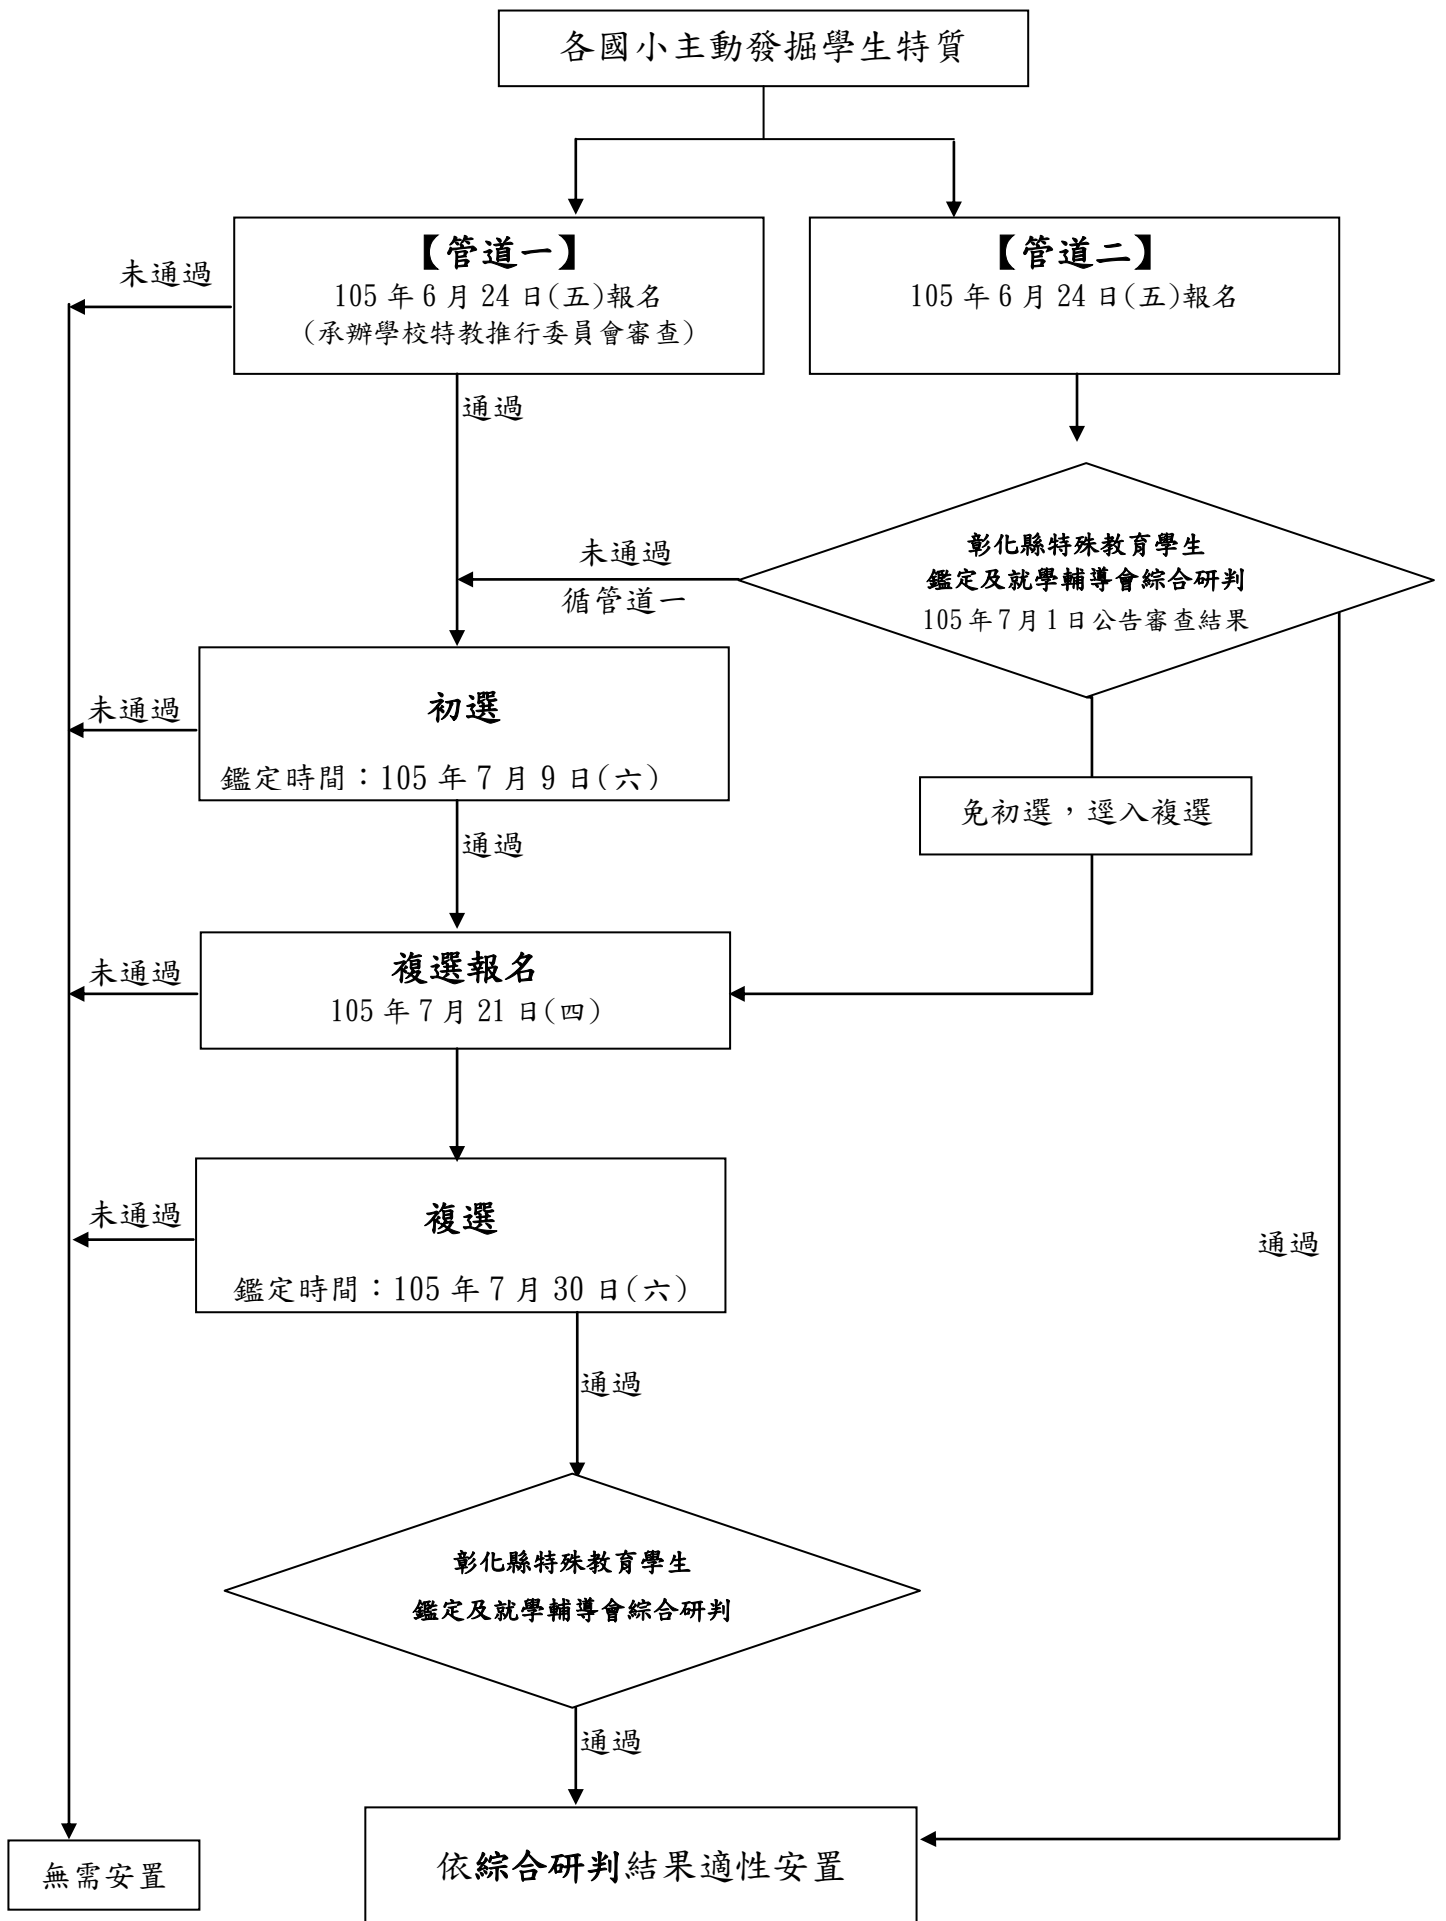 各國小主動發掘學生特質
【管道一】
105 年 6 月 24 日(五)報名
(承辦學校特教推行委員會審查)
【管道二】
105 年 6 月 24 日(五)報名
未通過
通過
彰化縣特殊教育學生
鑑定及就學輔導會綜合研判
105 年 7 月 1 日公告審查結果
未通過
循管道一
初選
鑑定時間：105 年 7 月 9 日(六)
未通過
免初選，逕入複選
通過
複選報名
105 年 7 月 21 日(四)
未通過
複選
鑑定時間：105 年 7 月 30 日(六)
未通過
通過
通過
彰化縣特殊教育學生
鑑定及就學輔導會綜合研判
通過
依綜合研判結果適性安置
無需安置